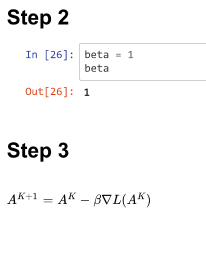 Step 2
In [26]: beta = 1
beta
Out[26]: 1
Step 3
A^{K+1} = A^K − β∇L(A^K)